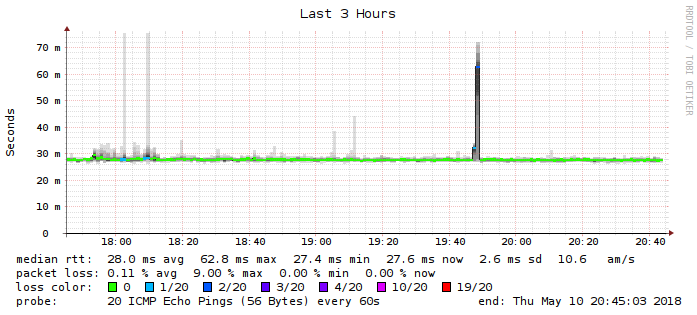 Last 3 Hours
RRDTOOL / TOBI OETIKER
Seconds
70 m
60 m
50 m
40 m
30 m
20 m
10 m
0
18:00 18:20 18:40 19:00 19:20 19:40 20:00 20:20 20:40
median rtt: 28.0 ms avg 62.8 ms max 27.4 ms min 27.6 ms now 2.6 ms sd 10.6 am/s
packet loss: 0.11 % avg 9.00 % max 0.00 % min 0.00 % now
loss color: 0 1/20 2/20 3/20 4/20 10/20 19/20
probe: 20 ICMP Echo Pings (56 Bytes) every 60s end: Thu May 10 20:45:03 2018